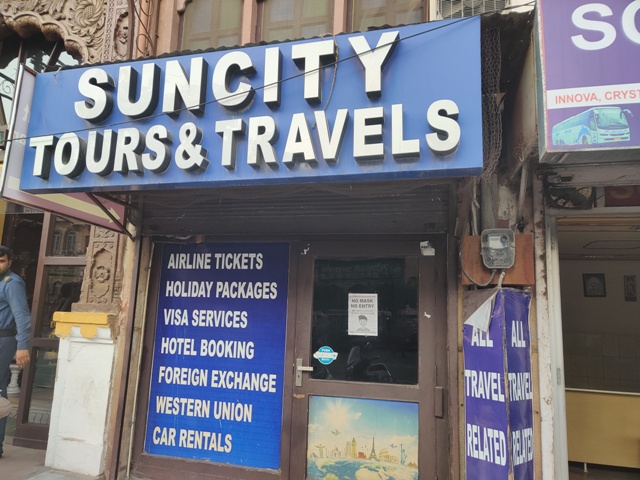 SUNCITY
TOURS & TRAVELS
AIRLINE TICKETS
HOLIDAY PACKAGES
VISA SERVICES
HOTEL BOOKING
FOREIGN EXCHANGE
WESTERN UNION
CAR RENTALS
NO MASK
NO ENTRY
ALL
TRAVEL
RELATED
ALL
TRAVEL
RELATED
INNOVA, CRYST